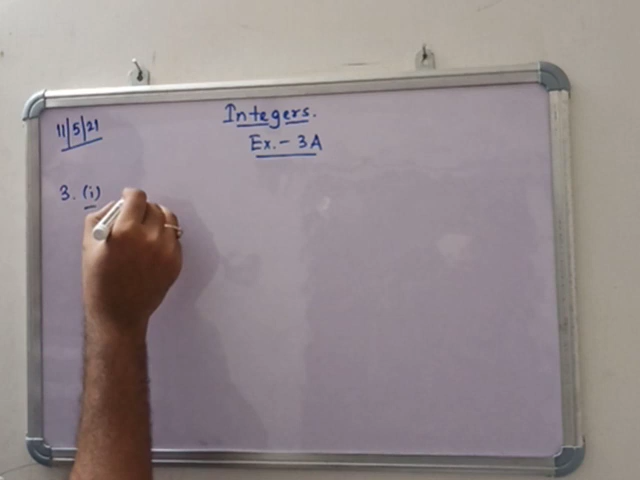 11/5/21
Integers.
Ex.- 3A
3. (i)